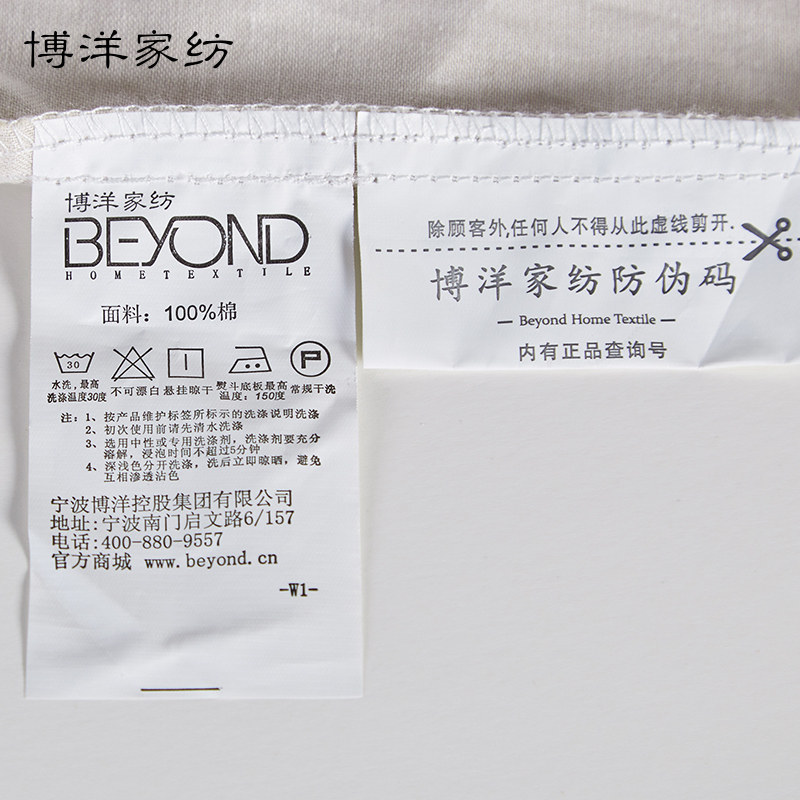 博洋家纺
博洋家纺
BEYOND
HOMETEXTILE
面料：100%棉
30
P
水洗,最高
洗涤温度30度
不可漂白
悬挂晾干
熨斗底板最高
温度：150度
常规干洗
注：1、按产品维护标签所标示的洗涤说明洗涤
2、初次使用前请先清水洗涤
3、选用中性或专用洗涤剂，洗涤剂要充分
溶解，浸泡时间不超过5分钟
4、深浅色分开洗涤，洗后立即晾晒，避免
互相渗透沾色
宁波博洋控股集团有限公司
地址:宁波南门启文路6/157
电话:400-880-9557
官方商城 www.beyond.cn
-W1-
除顾客外,任何人不得从此虚线剪开.
博洋家纺防伪码
— Beyond Home Textile —
内有正品查询号